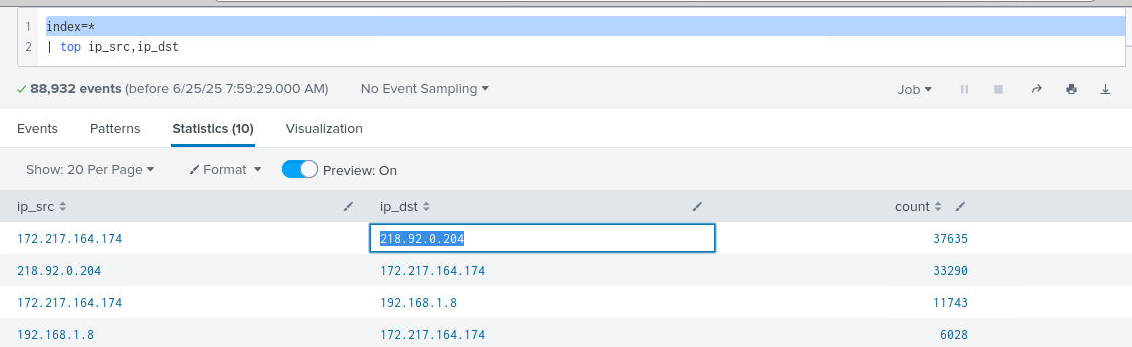 1 index=*
2 | top ip_src,ip_dst
88,932 events (before 6/25/25 7:59:29.000 AM) No Event Sampling Job
Events Patterns Statistics (10) Visualization
Show: 20 Per Page Format Preview: On
ip_src ip_dst count
172.217.164.174 218.92.0.204 37635
218.92.0.204 172.217.164.174 33290
172.217.164.174 192.168.1.8 11743
192.168.1.8 172.217.164.174 6028